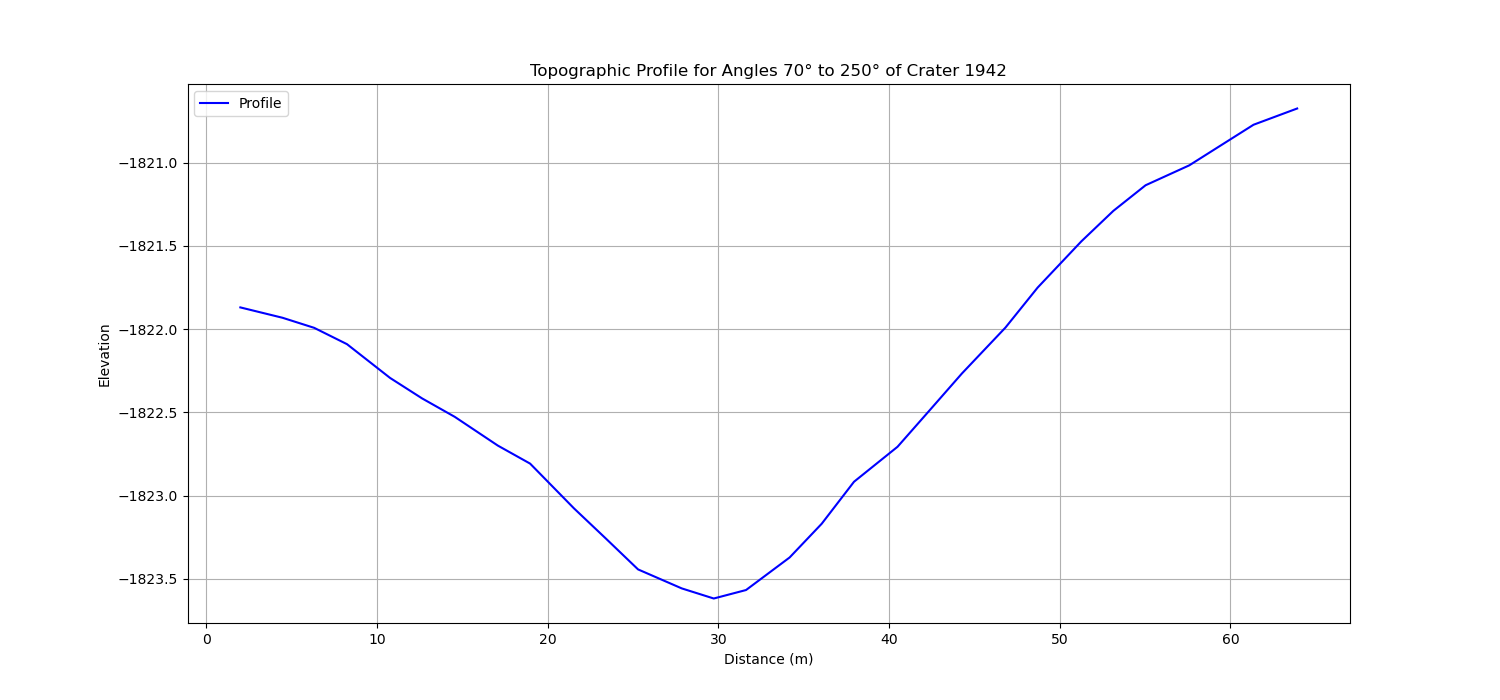 Topographic Profile for Angles 70° to 250° of Crater 1942
Profile
−1821.0
−1821.5
−1822.0
−1822.5
−1823.0
−1823.5
Elevation
0 10 20 30 40 50 60
Distance (m)